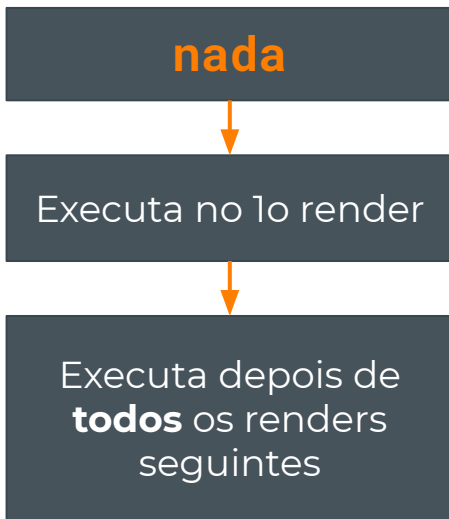 nada
Executa no 1o render
Executa depois de
todos os renders
seguintes